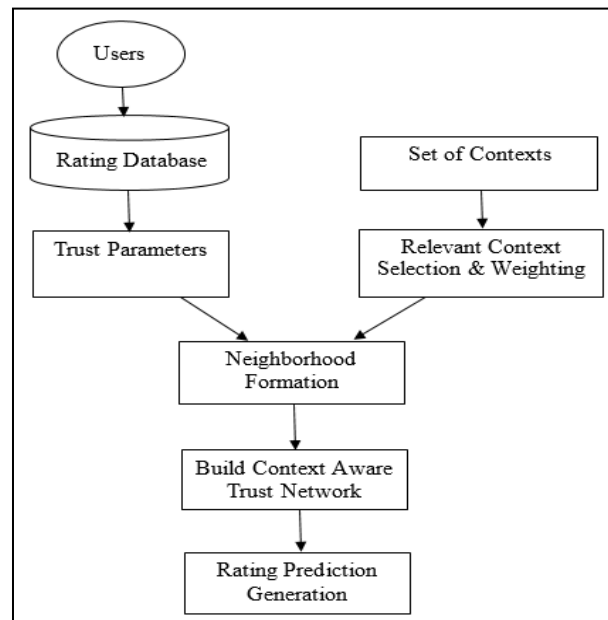 Users
Rating Database
Set of Contexts
Trust Parameters
Relevant Context
Selection & Weighting
Neighborhood
Formation
Build Context Aware
Trust Network
Rating Prediction
Generation